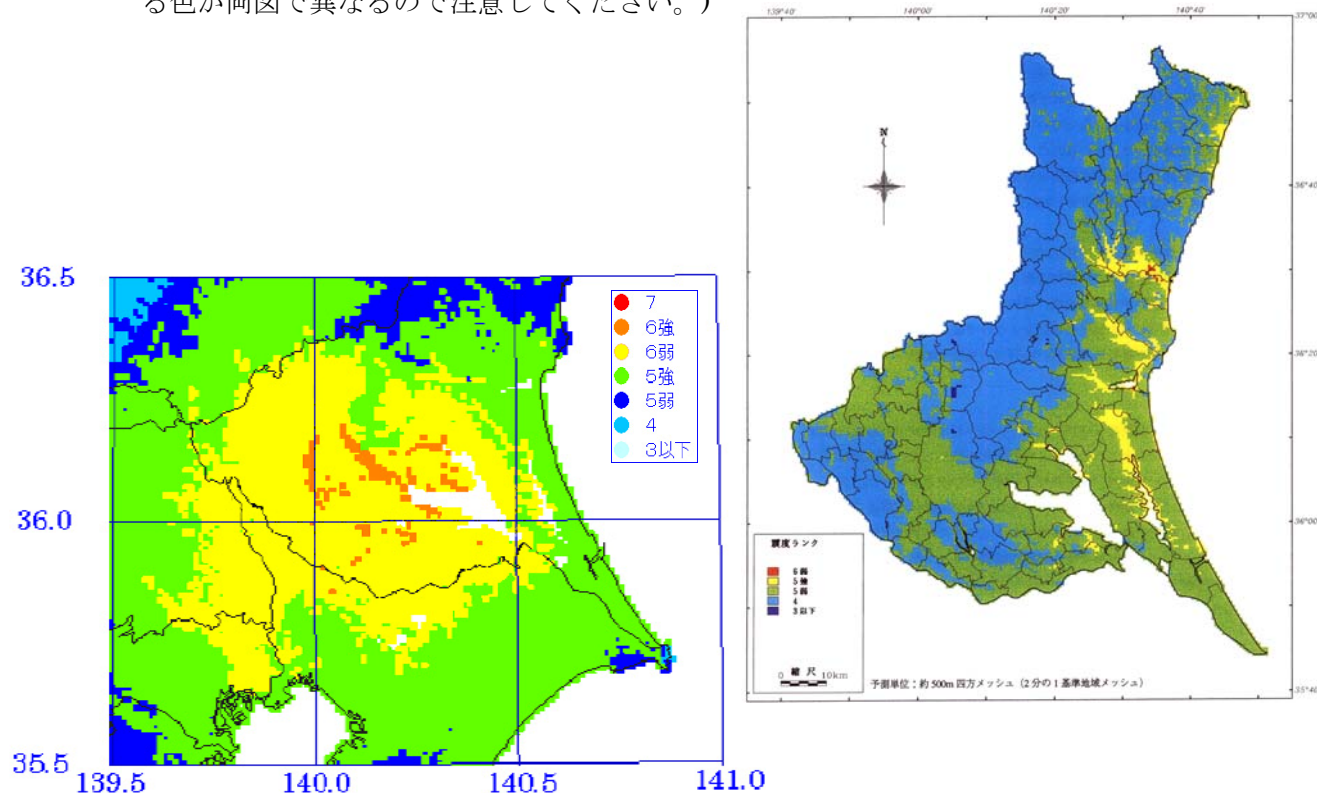 る色が両図で異なるので注意してください。)
139°40'
140°00'
140°20'
140°40'
37°00'
N
36°40'
36°20'
36°00'
35°40'
震度ランク
6弱
5強
5弱
4
3以下
0 縮尺 10km
予測単位:約500m四方メッシュ(2分の1基準地域メッシュ)
36.5
36.0
35.5
139.5
140.0
140.5
141.0
7
6強
6弱
5強
5弱
4
3以下